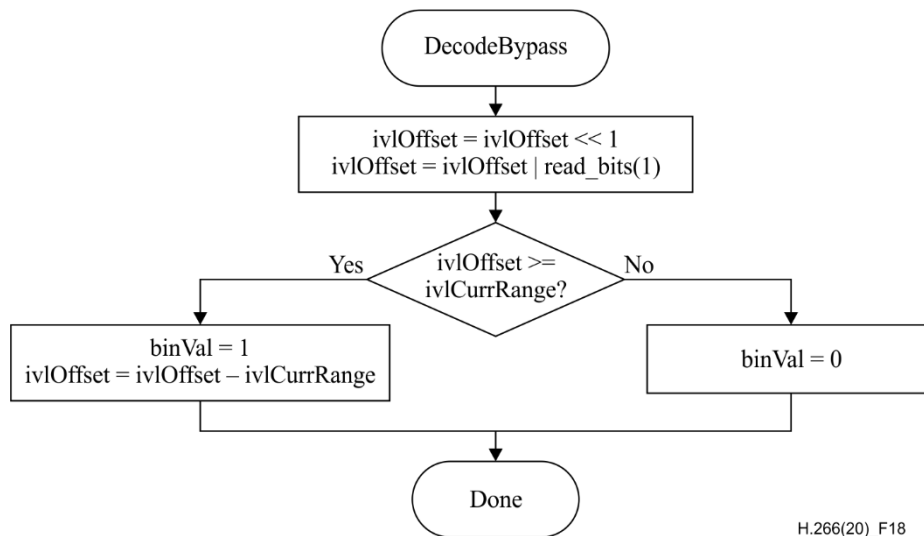 DecodeBypass
ivlOffset = ivlOffset << 1
ivlOffset = ivlOffset | read_bits(1)
Yes
ivlOffset >=
ivlCurrRange?
No
binVal = 1
ivlOffset = ivlOffset – ivlCurrRange
binVal = 0
Done
H.266(20)_F18